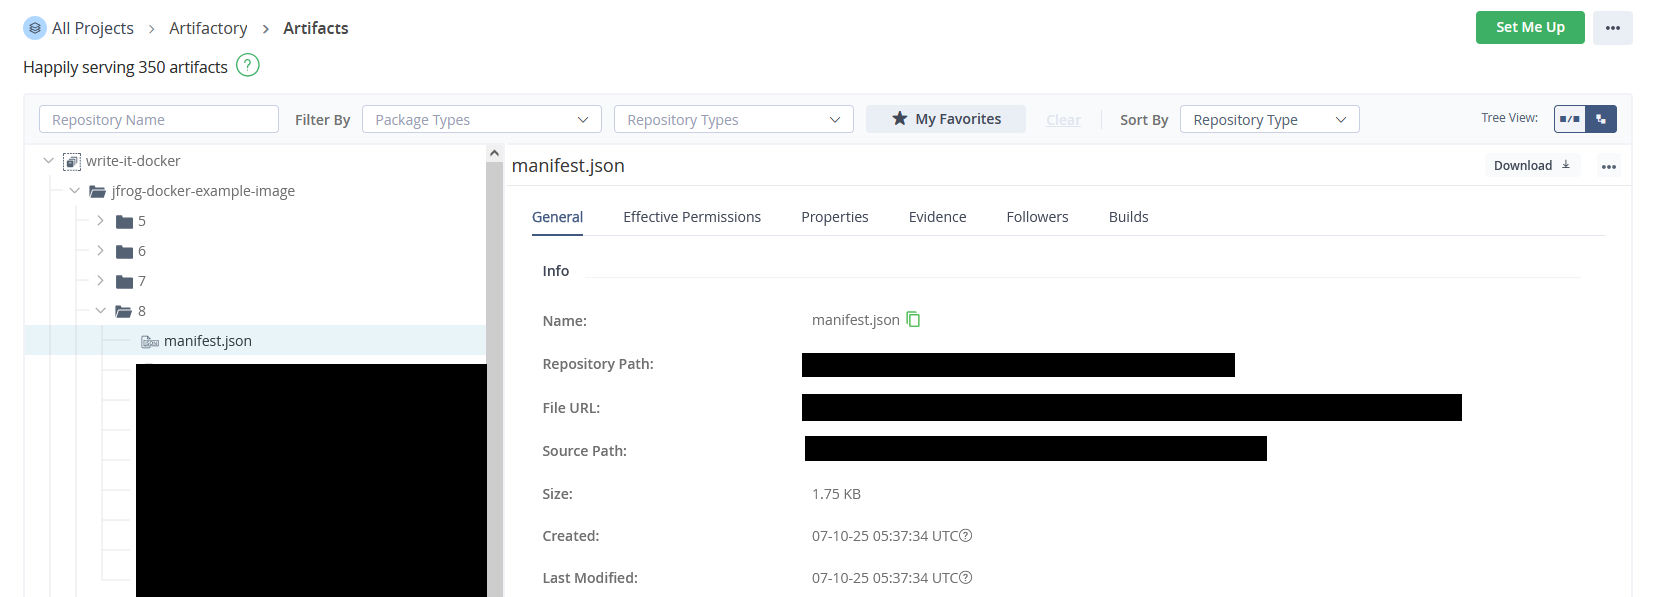 All Projects > Artifactory > Artifacts
Set Me Up
Happily serving 350 artifacts ?
Repository Name
Filter By
Package Types
Repository Types
★ My Favorites
Clear
Sort By
Repository Type
Tree View:
write-it-docker
jfrog-docker-example-image
5
6
7
8
manifest.json
manifest.json
Download
General Effective Permissions Properties Evidence Followers Builds
Info
Name: manifest.json
Repository Path:
File URL:
Source Path:
Size: 1.75 KB
Created: 07-10-25 05:37:34 UTC?
Last Modified: 07-10-25 05:37:34 UTC?